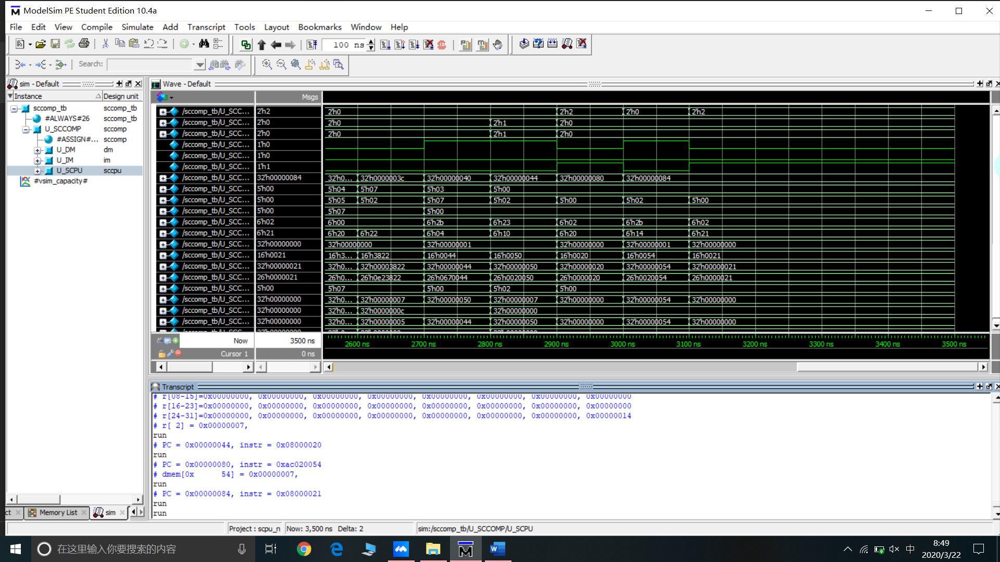 ModelSim PE Student Edition 10.4a
File Edit View Compile Simulate Add Transcript Tools Layout Bookmarks Window Help
100 ns
Search:
sim - Default
Instance Design unit
sccomp_tb sccomp_tb
#ALWAYS#26 sccomp_tb
U_SCCOMP sccomp
#ASSIGN#... sccomp
U_DM dm
U_IM im
U_SCPU sccpu
#vsim_capacity#
Wave - Default
Msgs
/sccomp_tb/U_SCC... 2'h2 2'h0 2'h2 2'h0 2'h2
/sccomp_tb/U_SCC... 2'h0 2'h0 2'h1 2'h0
/sccomp_tb/U_SCC... 2'h0 2'h0 2'h1 2'h0
/sccomp_tb/U_SCC... 1'h0
/sccomp_tb/U_SCC... 1'h0
/sccomp_tb/U_SCC... 1'h1
/sccomp_tb/U_SCC... 32'h00000084 32'h0... 32'h0000003c 32'h00000040 32'h00000044 32'h00000080 32'h00000084
/sccomp_tb/U_SCC... 5'h00 5'h04 5'h07 5'h03 5'h00
/sccomp_tb/U_SCC... 5'h00 5'h05 5'h02 5'h07 5'h02 5'h00 5'h02 5'h00
/sccomp_tb/U_SCC... 5'h00 5'h07 5'h00
/sccomp_tb/U_SCC... 6'h02 6'h00 6'h2b 6'h23 6'h02 6'h2b 6'h02
/sccomp_tb/U_SCC... 6'h21 6'h20 6'h22 6'h04 6'h10 6'h20 6'h14 6'h21
/sccomp_tb/U_SCC... 32'h00000000 32'h00000000 32'h00000001 32'h00000000 32'h00000001 32'h00000000
/sccomp_tb/U_SCC... 16'h0021 16'h3... 16'h3822 16'h0044 16'h0050 16'h0020 16'h0054 16'h0021
/sccomp_tb/U_SCC... 32'h00000021 32'h0... 32'h00003822 32'h00000044 32'h00000050 32'h00000020 32'h00000054 32'h00000021
/sccomp_tb/U_SCC... 26'h0000021 26'h0... 26'h0e23822 26'h0670044 26'h0020050 26'h0000020 26'h0020054 26'h0000021
/sccomp_tb/U_SCC... 5'h00 5'h07 5'h00 5'h02 5'h00
/sccomp_tb/U_SCC... 32'h00000000 32'h0... 32'h00000007 32'h00000050 32'h00000007 32'h00000000 32'h00000054 32'h00000000
/sccomp_tb/U_SCC... 32'h00000000 32'h0... 32'h0000000c 32'h00000000
/sccomp_tb/U_SCC... 32'h00000000 32'h0... 32'h00000005 32'h00000044 32'h00000050 32'h00000000 32'h00000054 32'h00000000
Now 3500 ns
2600 ns 2700 ns 2800 ns 2900 ns 3000 ns 3100 ns 3200 ns 3300 ns 3400 ns 3500 ns
Cursor 1 0 ns
Transcript
# r[08-15]=0x00000000, 0x00000000, 0x00000000, 0x00000000, 0x00000000, 0x00000000, 0x00000000, 0x00000000
# r[16-23]=0x00000000, 0x00000000, 0x00000000, 0x00000000, 0x00000000, 0x00000000, 0x00000000, 0x00000000
# r[24-31]=0x00000000, 0x00000000, 0x00000000, 0x00000000, 0x00000000, 0x00000000, 0x00000000, 0x00000014
# r[ 2] = 0x00000007,
run
# PC = 0x00000044, instr = 0x08000020
run
# PC = 0x00000080, instr = 0xac020054
# dmem[0x      54] = 0x00000007,
run
# PC = 0x00000084, instr = 0x08000021
run
run
ct Memory List sim
Project : scpu_n Now: 3,500 ns Delta: 2 sim:/sccomp_tb/U_SCCOMP/U_SCPU
在这里输入你要搜索的内容
中
8:49
2020/3/22